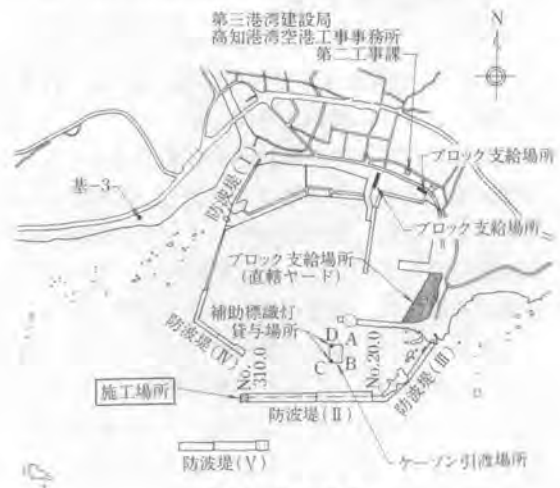 第三港湾建設局
高知港湾空港工事事務所
第二工事課
N
ブロック支給場所
防波堤(Ⅰ)
基-3
ブロック支給場所
ブロック支給場所
(直轄ヤード)
補助標識灯
貸与場所
D
A
C
B
防波堤(Ⅳ)
No.
310.0
No.20.0
防波堤(Ⅲ)
施工場所
防波堤(Ⅱ)
防波堤(Ⅴ)
ケーソン引渡場所